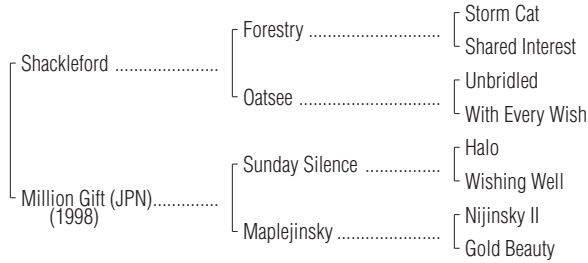 Storm Cat
Forestry ......................................
Shared Interest
Shackleford ......................
Unbridled
Oatsee ........................................
With Every Wish
Halo
Sunday Silence ......................
Wishing Well
Million Gift (JPN)..............
(1998)
Nijinsky II
Maplejinsky ..............................
Gold Beauty